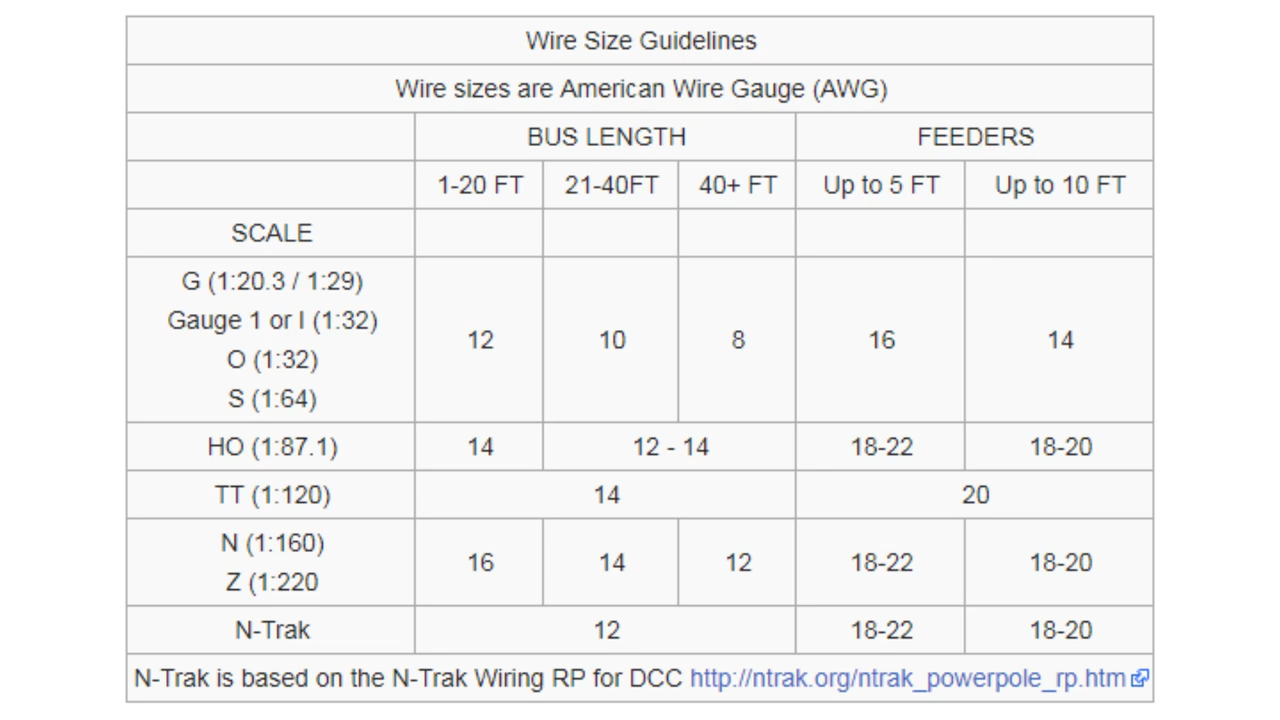 Wire Size Guidelines
Wire sizes are American Wire Gauge (AWG)
BUS LENGTH FEEDERS
1-20 FT 21-40FT 40+ FT Up to 5 FT Up to 10 FT
SCALE
G (1:20.3 / 1:29)
Gauge 1 or I (1:32)
O (1:32)
S (1:64)
12 10 8 16 14
HO (1:87.1) 14 12 - 14 18-22 18-20
TT (1:120) 14 20
N (1:160)
Z (1:220
16 14 12 18-22 18-20
N-Trak 12 18-22 18-20
N-Trak is based on the N-Trak Wiring RP for DCC http://ntrak.org/ntrak_powerpole_rp.htm